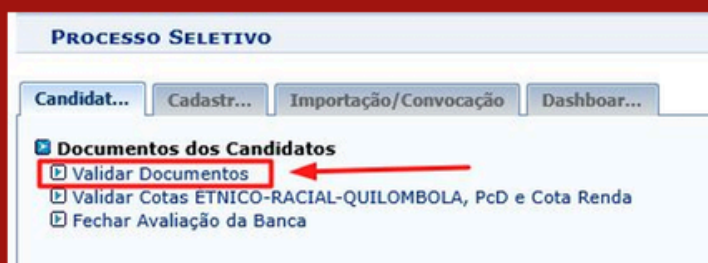 PROCESSO SELETIVO
Candidat... Cadastr... Importação/Convocação Dashboar...
Documentos dos Candidatos
Validar Documentos
Validar Cotas ÉTNICO-RACIAL-QUILOMBOLA, PcD e Cota Renda
Fechar Avaliação da Banca